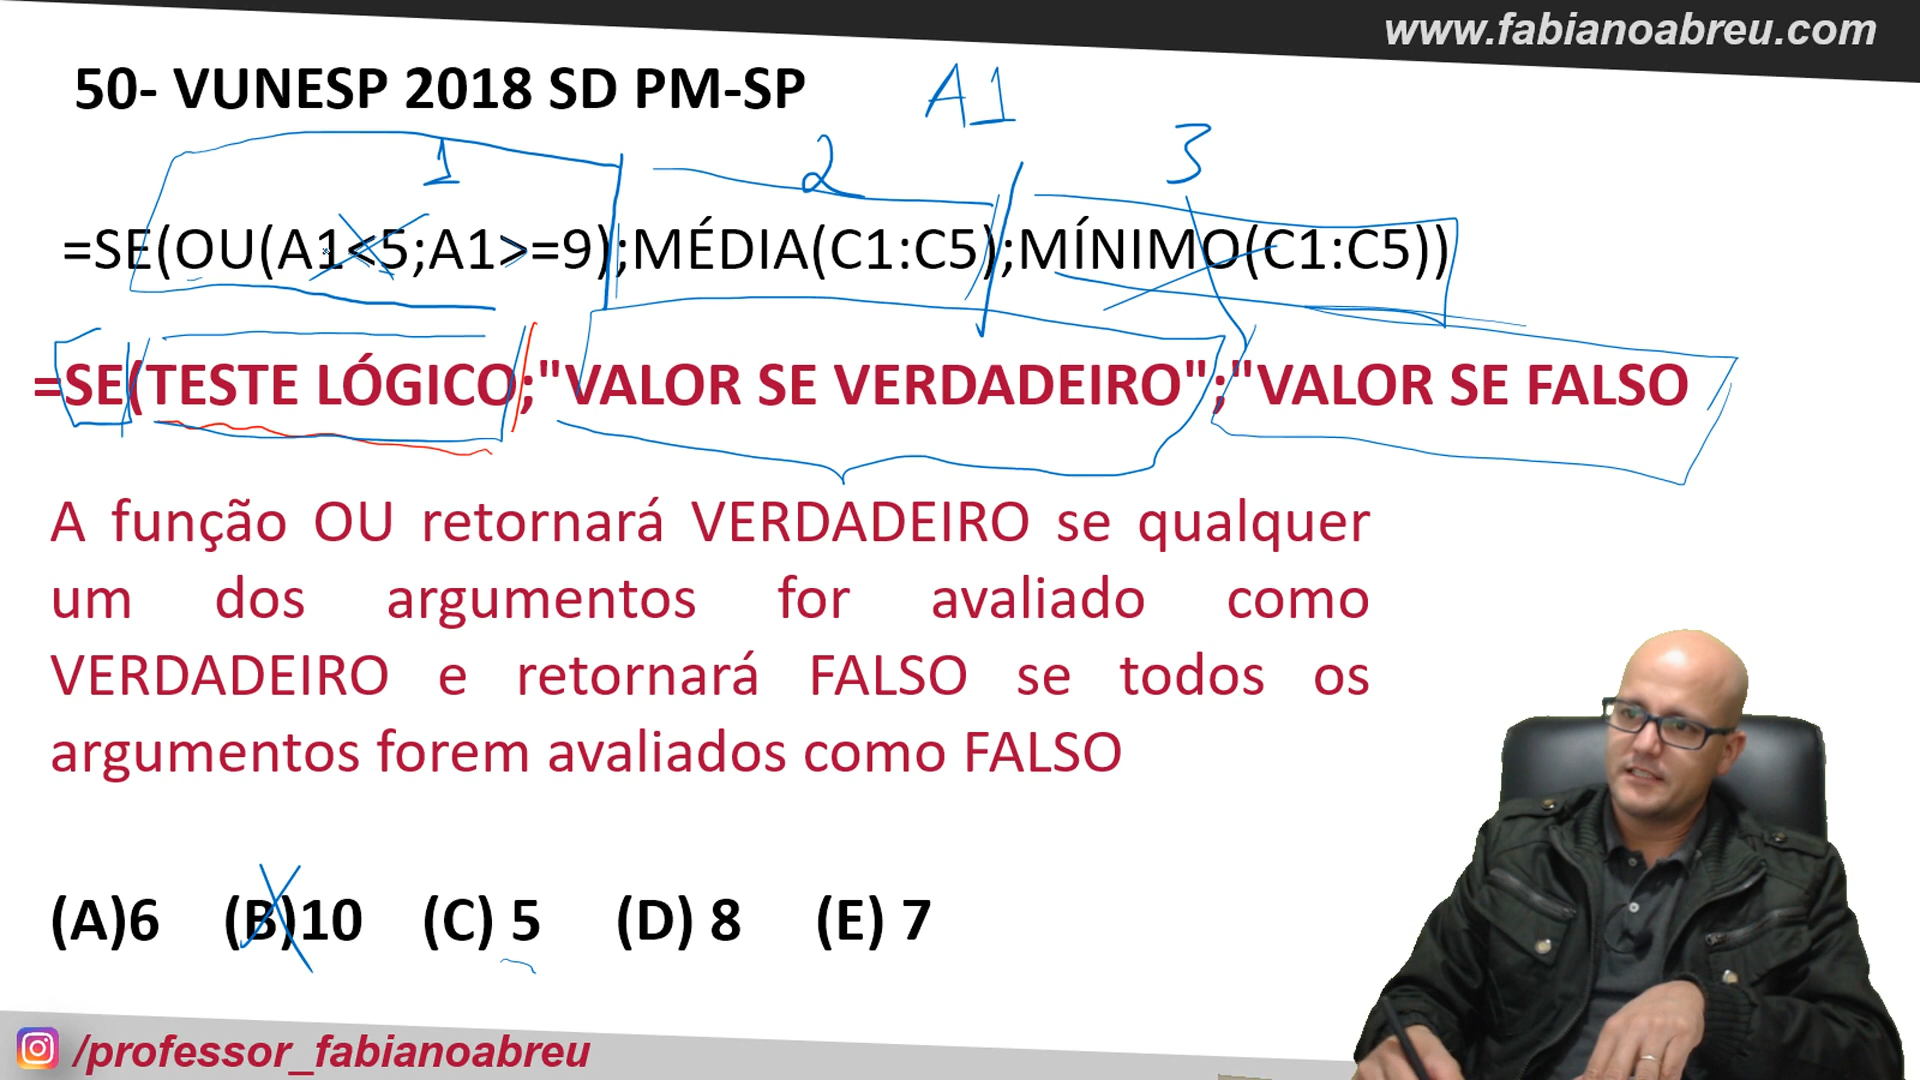 www.fabianoabreu.com
50- VUNESP 2018 SD PM-SP
A1
1
2
3
=SE(OU(A1<5;A1>=9);MÉDIA(C1:C5);MÍNIMO(C1:C5))
=SE(TESTE LÓGICO;"VALOR SE VERDADEIRO";"VALOR SE FALSO
A função OU retornará VERDADEIRO se qualquer
um dos argumentos for avaliado como
VERDADEIRO e retornará FALSO se todos os
argumentos forem avaliados como FALSO
(A)6 (B)10 (C) 5 (D) 8 (E) 7
/professor_fabianoabreu